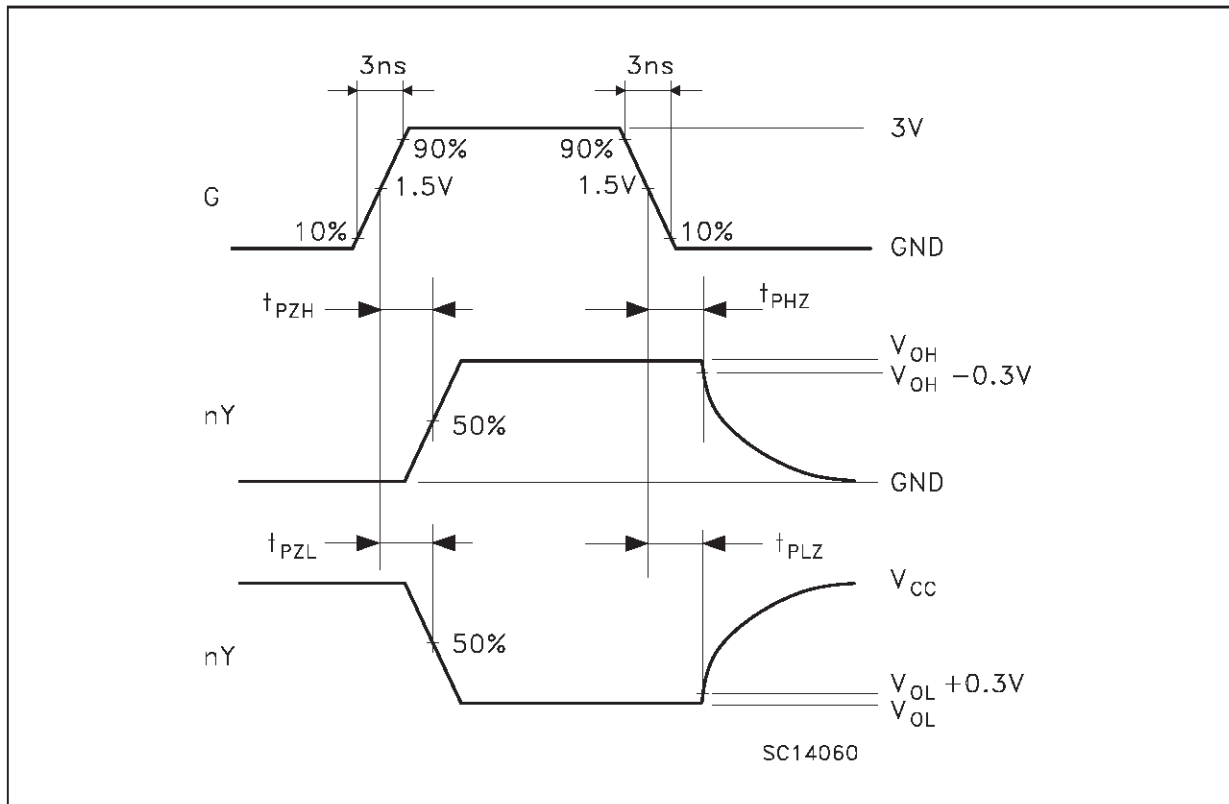 3ns 3ns
3V
90% 90%
G 1.5V 1.5V
10% 10%
GND
tPZH tPHZ
VOH
VOH −0.3V
nY 50%
GND
tPZL tPLZ
VCC
nY 50%
VOL +0.3V
VOL
SC14060